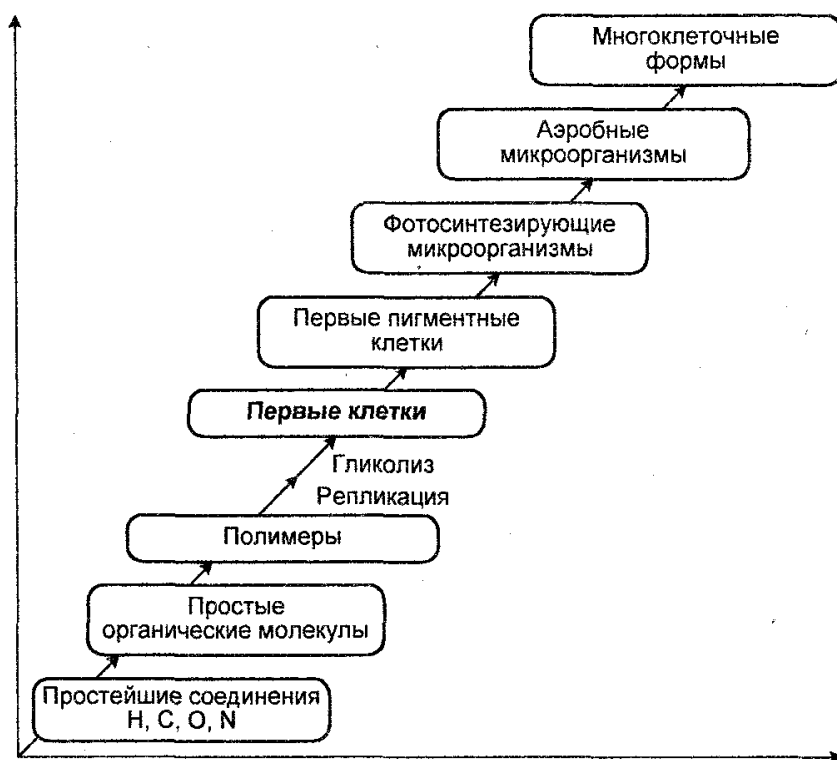 Многоклеточные
формы
Аэробные
микроорганизмы
Фотосинтезирующие
микроорганизмы
Первые пигментные
клетки
Первые клетки
Гликолиз
Репликация
Полимеры
Простые
органические молекулы
Простейшие соединения
H, C, O, N